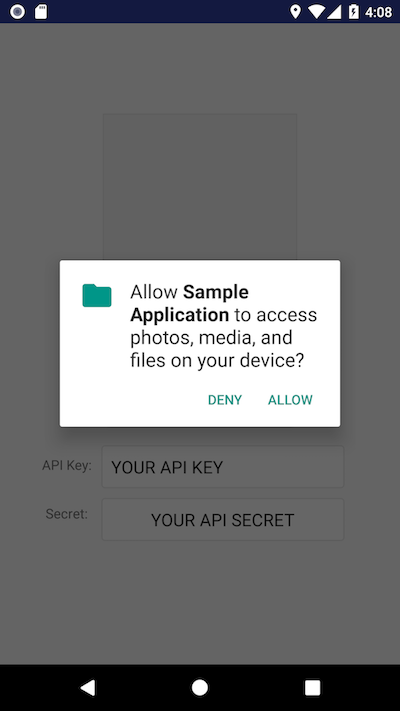 4:08
Allow Sample
Application to access
photos, media, and
files on your device?
DENY ALLOW
API Key: YOUR API KEY
Secret: YOUR API SECRET